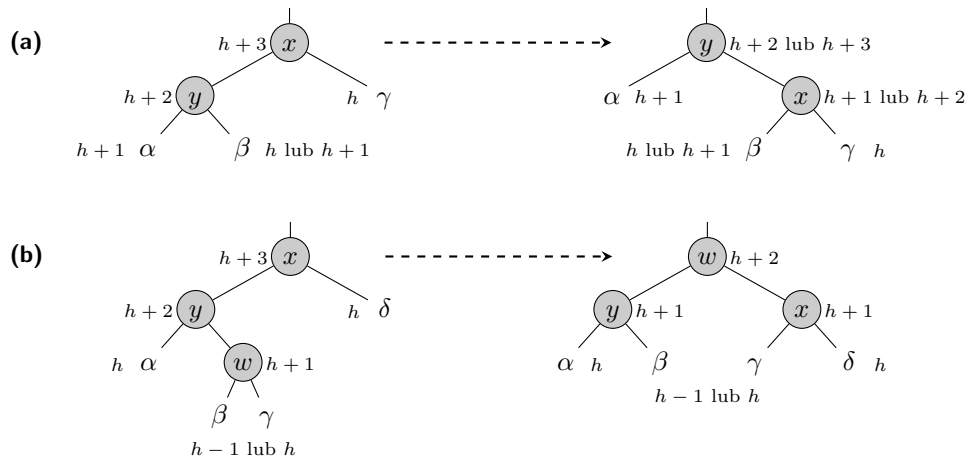 (a)
h + 3 x
y h + 2 lub h + 3
h + 2 y
h γ
α h + 1
x h + 1 lub h + 2
h + 1 α
β h lub h + 1
h lub h + 1 β
γ h
(b)
h + 3 x
w h + 2
h + 2 y
h δ
y h + 1
x h + 1
h α
w h + 1
α h
β
γ
δ h
h − 1 lub h
β γ
h − 1 lub h